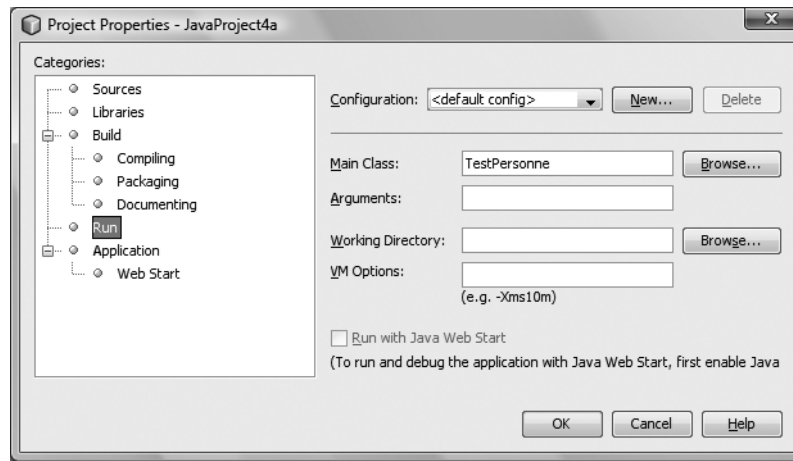 Project Properties - JavaProject4a
Categories:
Sources
Libraries
Build
Compiling
Packaging
Documenting
Run
Application
Web Start
Configuration: <default config> New... Delete
Main Class: TestPersonne Browse...
Arguments:
Working Directory: Browse...
VM Options:
(e.g. -Xms10m)
Run with Java Web Start
(To run and debug the application with Java Web Start, first enable Java
OK Cancel Help